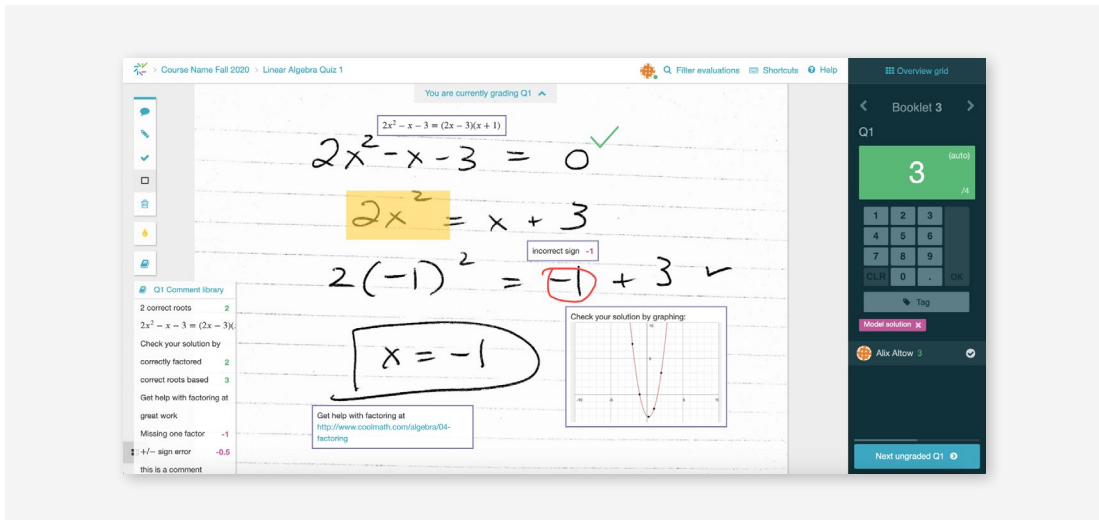 > Course Name Fall 2020 > Linear Algebra Quiz 1
Filter evaluations
Shortcuts
Help
You are currently grading Q1
2x² − x − 3 = (2x − 3)(x + 1)
2x² - x - 3 = 0
2x² = x + 3
incorrect sign -1
2(-1)² = -1 + 3
x = -1
Check your solution by graphing:
Get help with factoring at
http://www.coolmath.com/algebra/04-
factoring
Q1 Comment library
2 correct roots 2
2x² − x − 3 = (2x − 3)(
Check your solution by
correctly factored 2
correct roots based 3
Get help with factoring at
great work
Missing one factor -1
+/− sign error -0.5
this is a comment
Overview grid
Booklet 3
Q1
(auto)
3
/4
1 2 3
4 5 6
7 8 9
CLR 0 . OK
Tag
Model solution x
Alix Altow 3
Next ungraded Q1